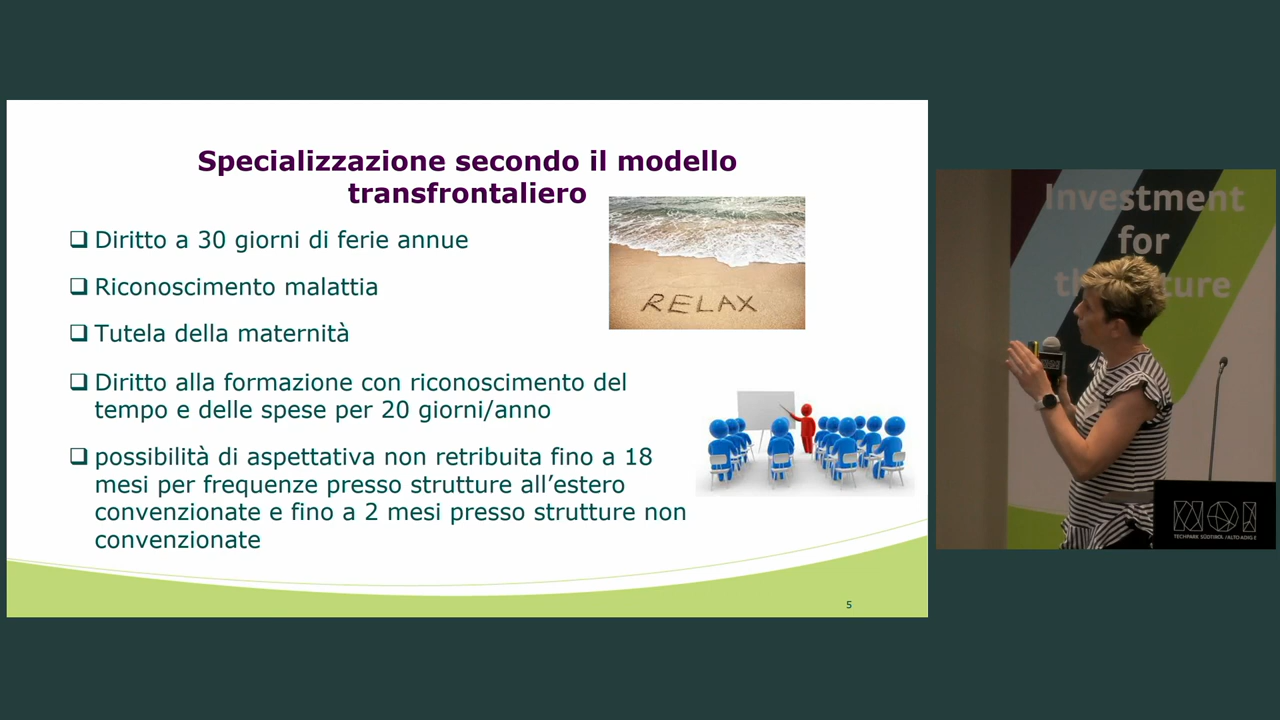 Specializzazione secondo il modello
transfrontaliero
Diritto a 30 giorni di ferie annue
Riconoscimento malattia
Tutela della maternità
Diritto alla formazione con riconoscimento del
tempo e delle spese per 20 giorni/anno
possibilità di aspettativa non retribuita fino a 18
mesi per frequenze presso strutture all’estero
convenzionate e fino a 2 mesi presso strutture non
convenzionate
RELAX
5
Investment
for
NOI
TECHPARK SÜDTIROL / ALTO ADIGE